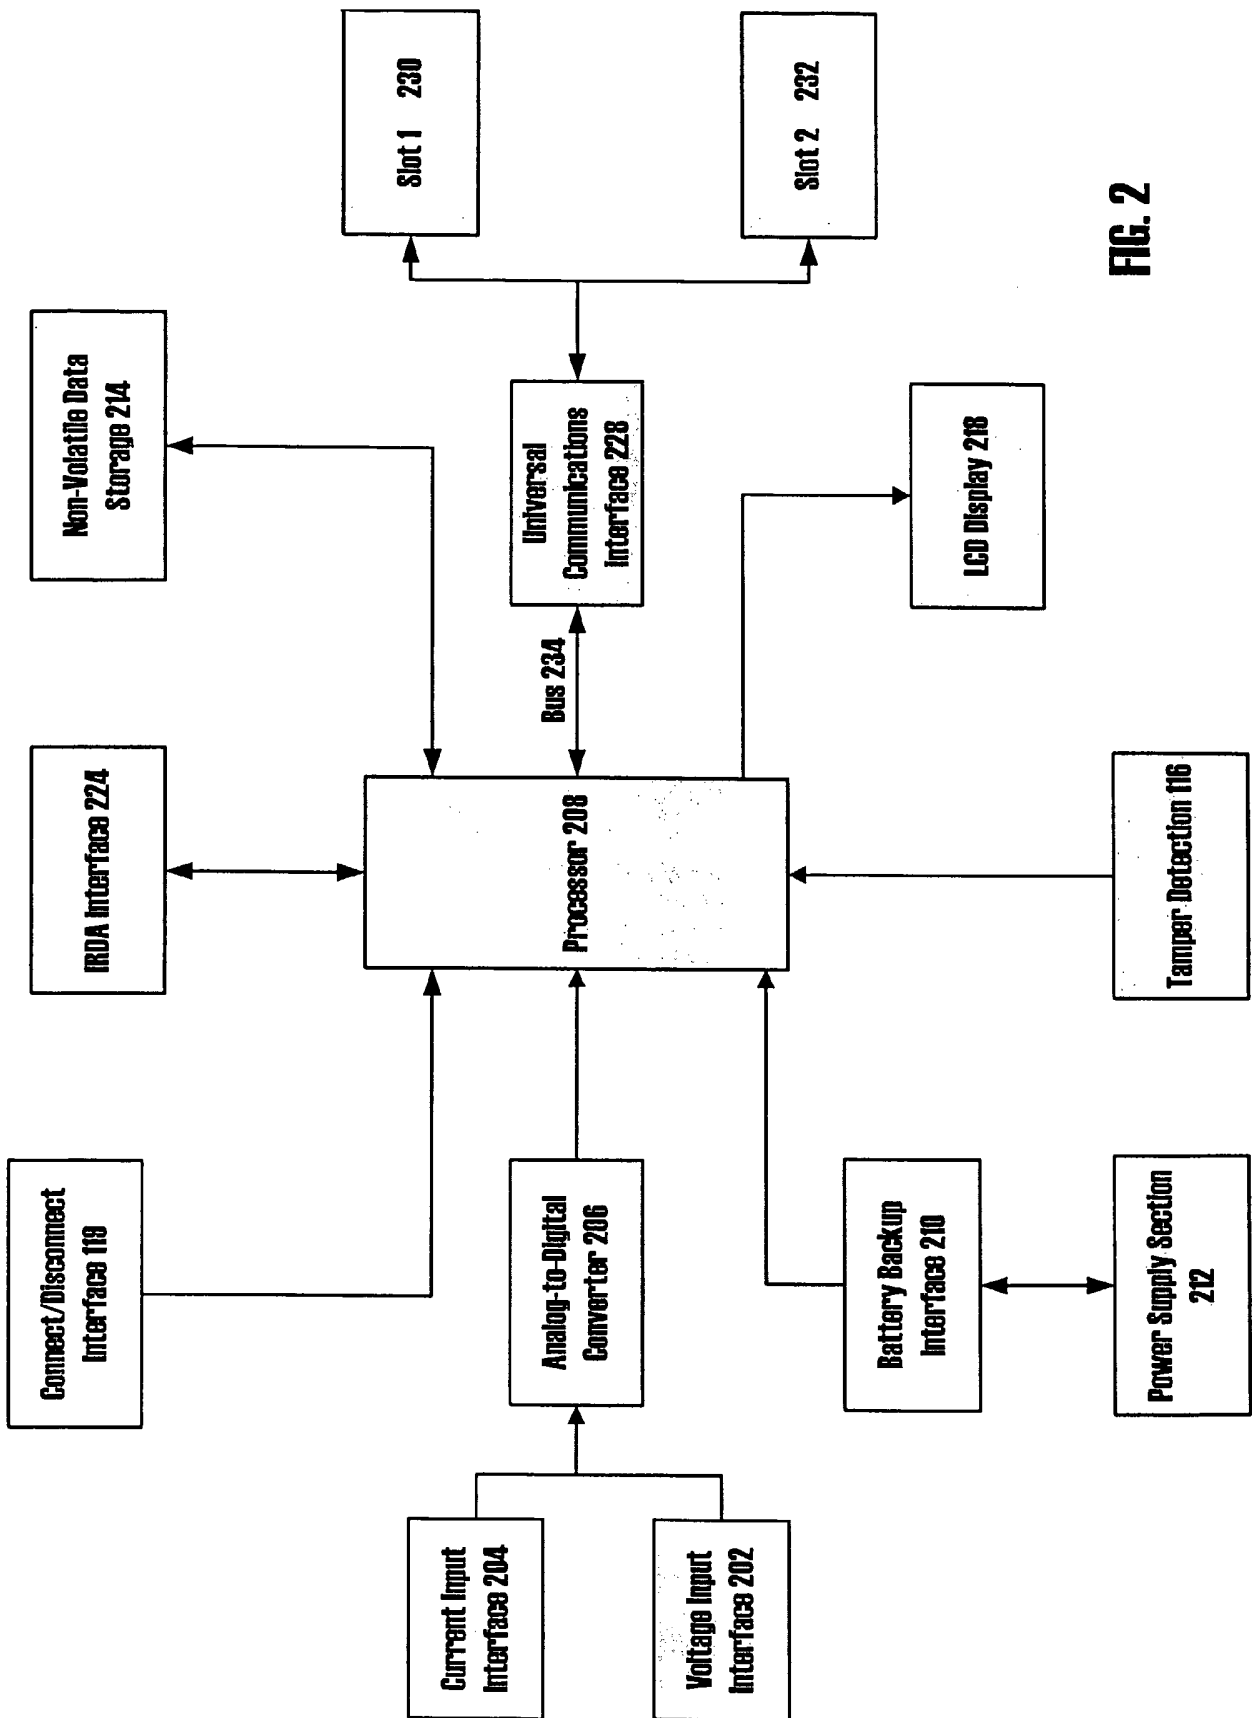 Connect/Disconnect
Interface 118
IRDA Interface 224
Non-Volatile Data
Storage 214
Slot 1 230
Current Input
Interface 204
Voltage Input
Interface 202
Analog-to-Digital
Converter 206
Processor 208
Bus 234
Universal
Communications
Interface 228
Slot 2 232
Battery Backup
Interface 210
LCD Display 218
Power Supply Section
212
Tamper Detection 116
FIG. 2